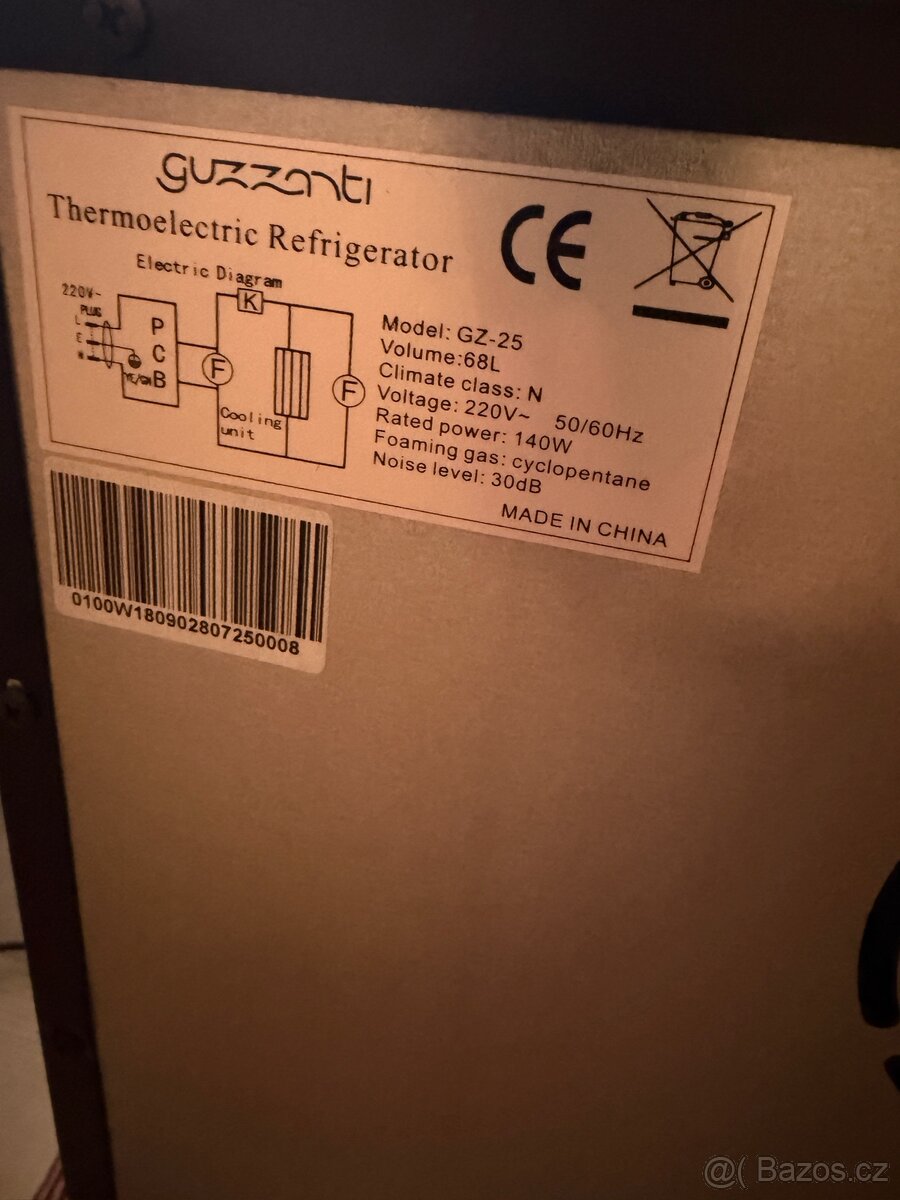 guzzanti
Thermoelectric Refrigerator
CE
Electric Diagram
220V~
PLUG
L
E
N
P
C
B
F
K
F
Cooling
unit
Model: GZ-25
Volume:68L
Climate class: N
Voltage: 220V~ 50/60Hz
Rated power: 140W
Foaming gas: cyclopentane
Noise level: 30dB
MADE IN CHINA
0100W180902807250008
@( Bazos.cz